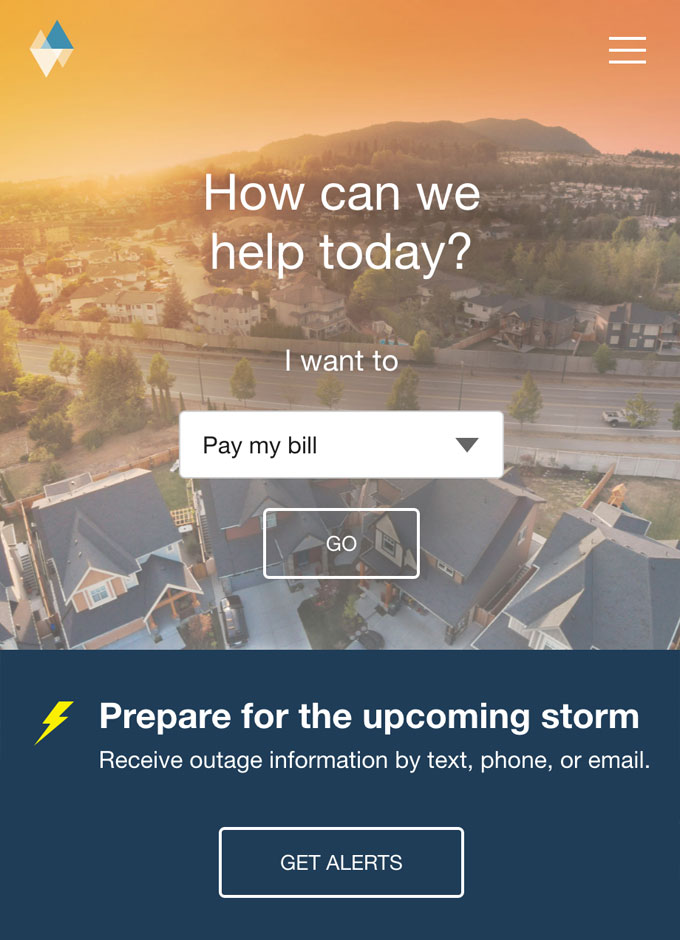 How can we
help today?
I want to
Pay my bill
GO
Prepare for the upcoming storm
Receive outage information by text, phone, or email.
GET ALERTS